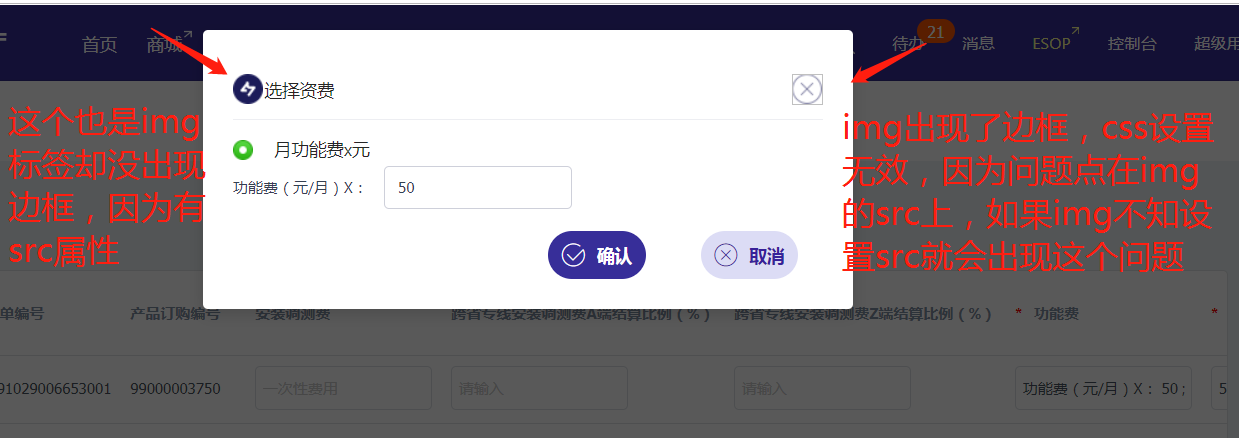 首页 商城 待办 21 消息 ESOP 控制台 超级用
选择资费
这个也是img
标签却没出现
边框，因为有
src属性
img出现了边框，css设置
无效，因为问题点在img
的src上，如果img不知设
置src就会出现这个问题
月功能费x元
功能费（元/月）X： 50
确认 取消
单编号 产品订购编号 安装调测费 跨省专线安装调测费A端结算比例（%） 跨省专线安装调测费Z端结算比例（%） * 功能费 *
91029006653001 99000003750 一次性费用 请输入 请输入 功能费（元/月）X： 50 ; 5